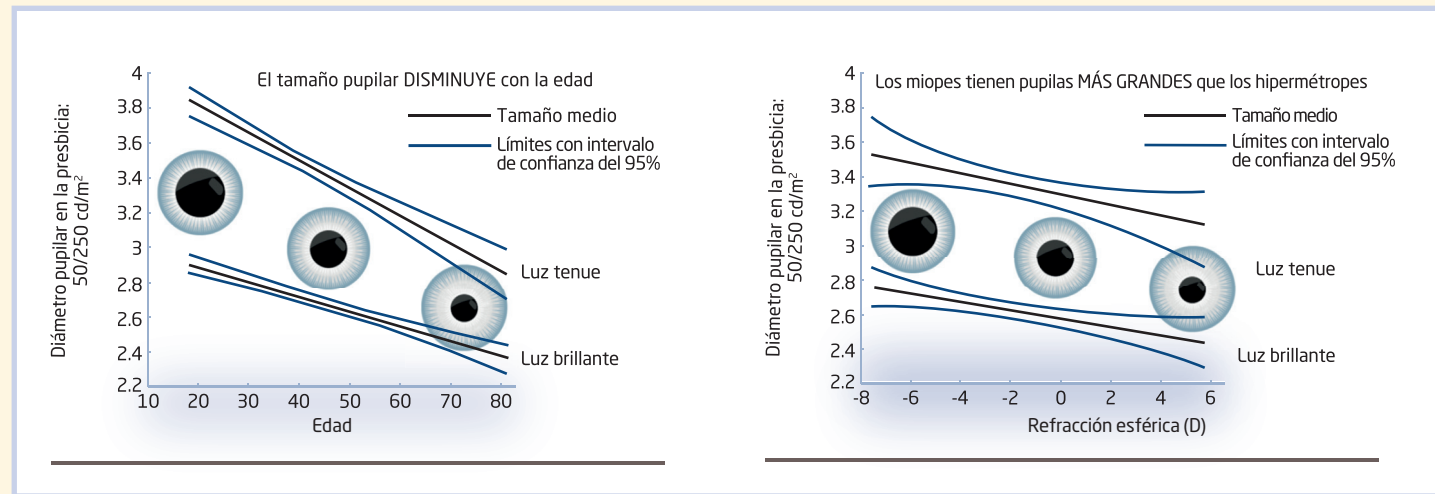 El tamaño pupilar DISMINUYE con la edad
Tamaño medio
Límites con intervalo
de confianza del 95%
Diámetro pupilar en la presbicia:
50/250 cd/m²
4
3.8
3.6
3.4
3.2
3
2.8
2.6
2.4
2.2
Luz tenue
Luz brillante
10 20 30 40 50 60 70 80
Edad
Los miopes tienen pupilas MÁS GRANDES que los hipermétropes
Tamaño medio
Límites con intervalo
de confianza del 95%
Diámetro pupilar en la presbicia:
50/250 cd/m²
4
3.8
3.6
3.4
3.2
3
2.8
2.6
2.4
2.2
Luz tenue
Luz brillante
-8 -6 -4 -2 0 2 4 6
Refracción esférica (D)